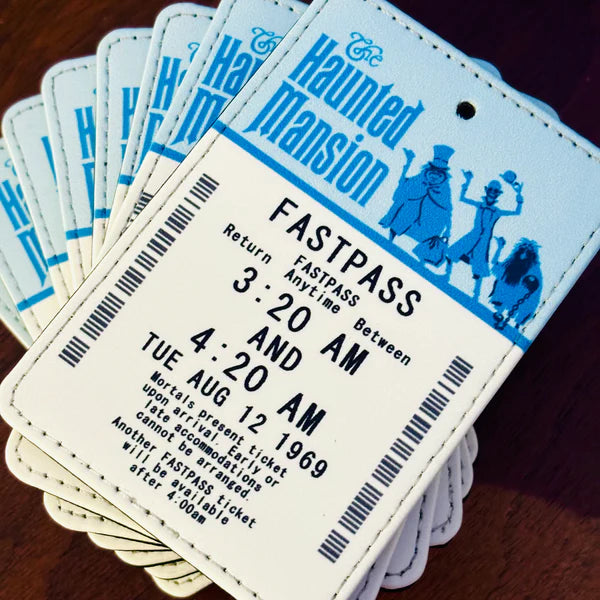 The
Haunted
Mansion
FASTPASS
FASTPASS
Return Anytime Between
3:20 AM
AND
4:20 AM
TUE AUG 12 1969
Mortals present ticket
upon arrival. Early or
late accommodations
cannot be arranged.
Another FASTPASS ticket
will be available
after 4:00am